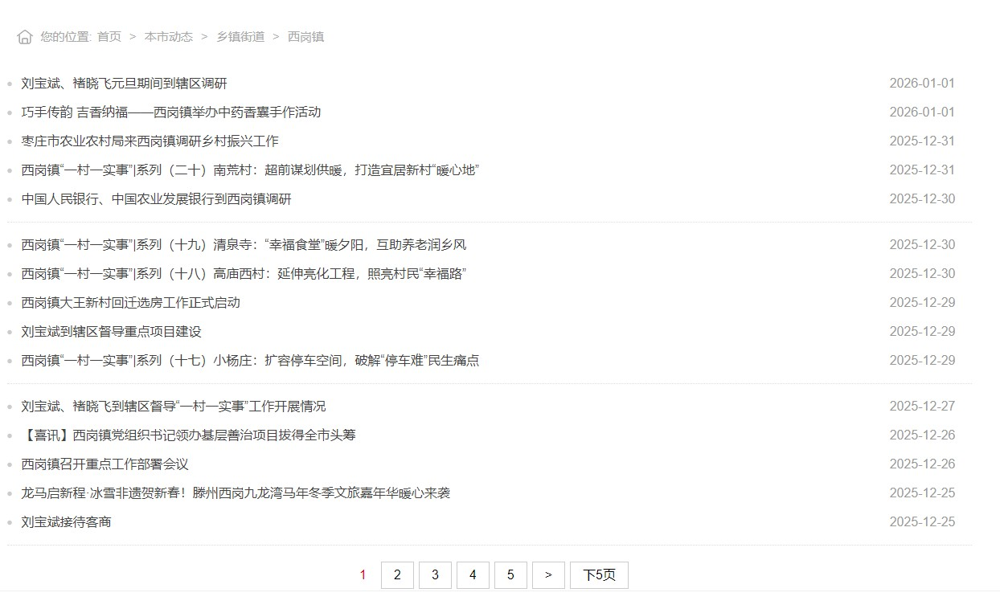 您的位置: 首页 > 本市动态 > 乡镇街道 > 西岗镇
刘宝斌、褚晓飞元旦期间到辖区调研 2026-01-01
巧手传韵 吉香纳福——西岗镇举办中药香囊手作活动 2026-01-01
枣庄市农业农村局来西岗镇调研乡村振兴工作 2025-12-31
西岗镇“一村一实事”|系列（二十）南荒村：超前谋划供暖，打造宜居新村“暖心地” 2025-12-31
中国人民银行、中国农业发展银行到西岗镇调研 2025-12-30
西岗镇“一村一实事”|系列（十九）清泉寺：“幸福食堂”暖夕阳，互助养老润乡风 2025-12-30
西岗镇“一村一实事”|系列（十八）高庙西村：延伸亮化工程，照亮村民“幸福路” 2025-12-30
西岗镇大王新村回迁选房工作正式启动 2025-12-29
刘宝斌到辖区督导重点项目建设 2025-12-29
西岗镇“一村一实事”|系列（十七）小杨庄：扩容停车空间，破解“停车难”民生痛点 2025-12-29
刘宝斌、褚晓飞到辖区督导“一村一实事”工作开展情况 2025-12-27
【喜讯】西岗镇党组织书记领办基层善治项目拔得全市头筹 2025-12-26
西岗镇召开重点工作部署会议 2025-12-26
龙马启新程·冰雪非遗贺新春！滕州西岗九龙湾马年冬季文旅嘉年华暖心来袭 2025-12-25
刘宝斌接待客商 2025-12-25
1 2 3 4 5 > 下5页